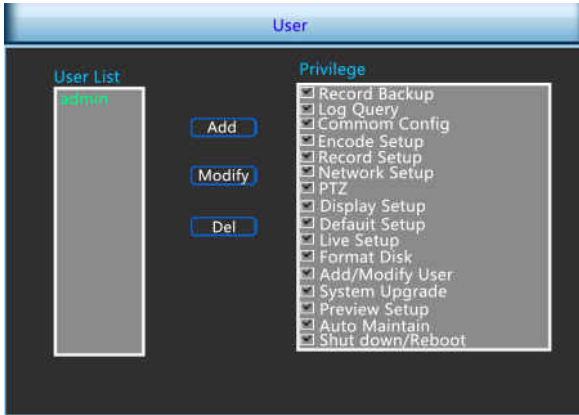 User
User List
admin
Add
Modify
Del
Privilege
Record Backup
Log Query
Commom Config
Encode Setup
Record Setup
Network Setup
PTZ
Display Setup
Default Setup
Live Setup
Format Disk
Add/Modify User
System Upgrade
Preview Setup
Auto Maintain
Shut down/Reboot